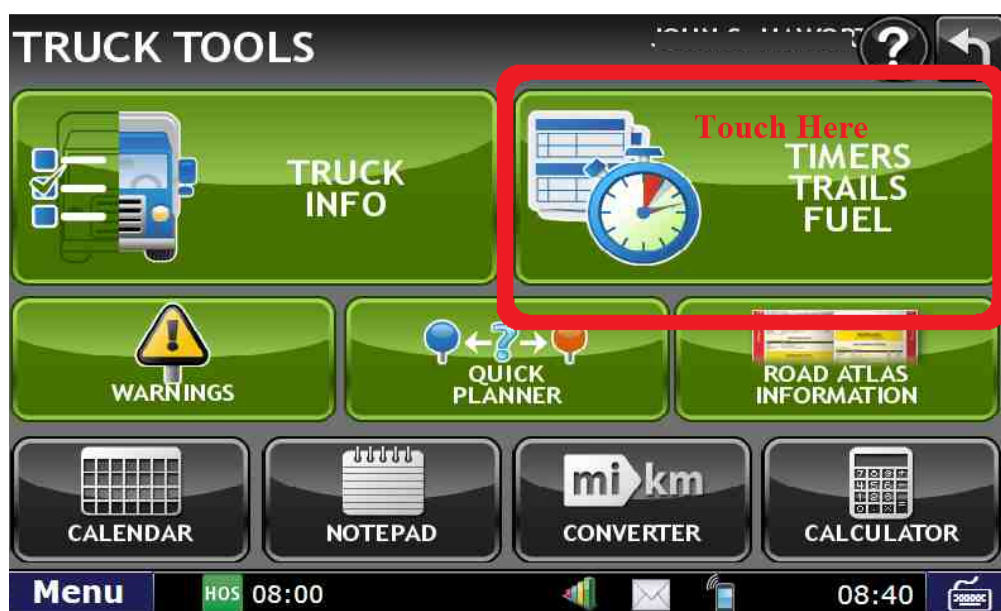 TRUCK TOOLS
?
Touch Here
TRUCK
INFO
TIMERS
TRAILS
FUEL
?
WARNINGS
QUICK
PLANNER
ROAD ATLAS
INFORMATION
mi km
CALENDAR
NOTEPAD
CONVERTER
CALCULATOR
Menu
HOS 08:00
08:40